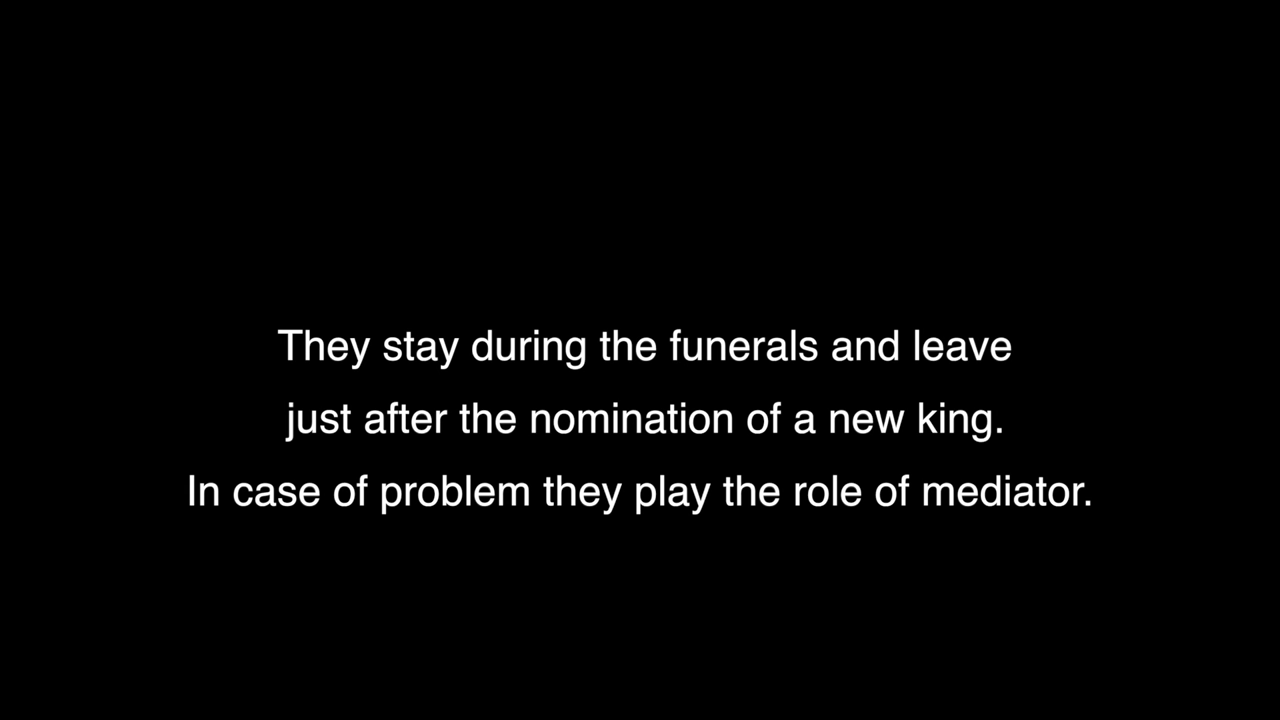 They stay during the funerals and leave
just after the nomination of a new king.
In case of problem they play the role of mediator.